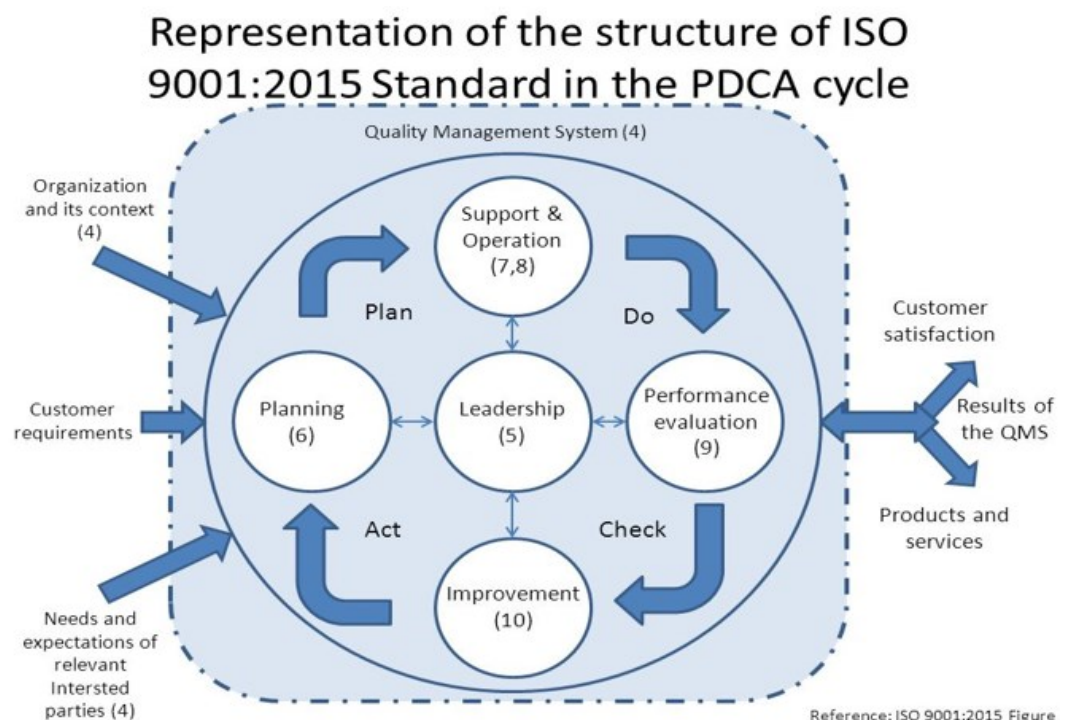 Representation of the structure of ISO
9001:2015 Standard in the PDCA cycle
Quality Management System (4)
Organization
and its context
(4)
Support &
Operation
(7,8)
Plan
Do
Customer
satisfaction
Customer
requirements
Planning
(6)
Leadership
(5)
Performance
evaluation
(9)
Results of
the QMS
Act
Check
Products and
services
Improvement
(10)
Needs and
expectations of
relevant
Intersted
parties (4)
Reference: ISO 9001:2015 Figure